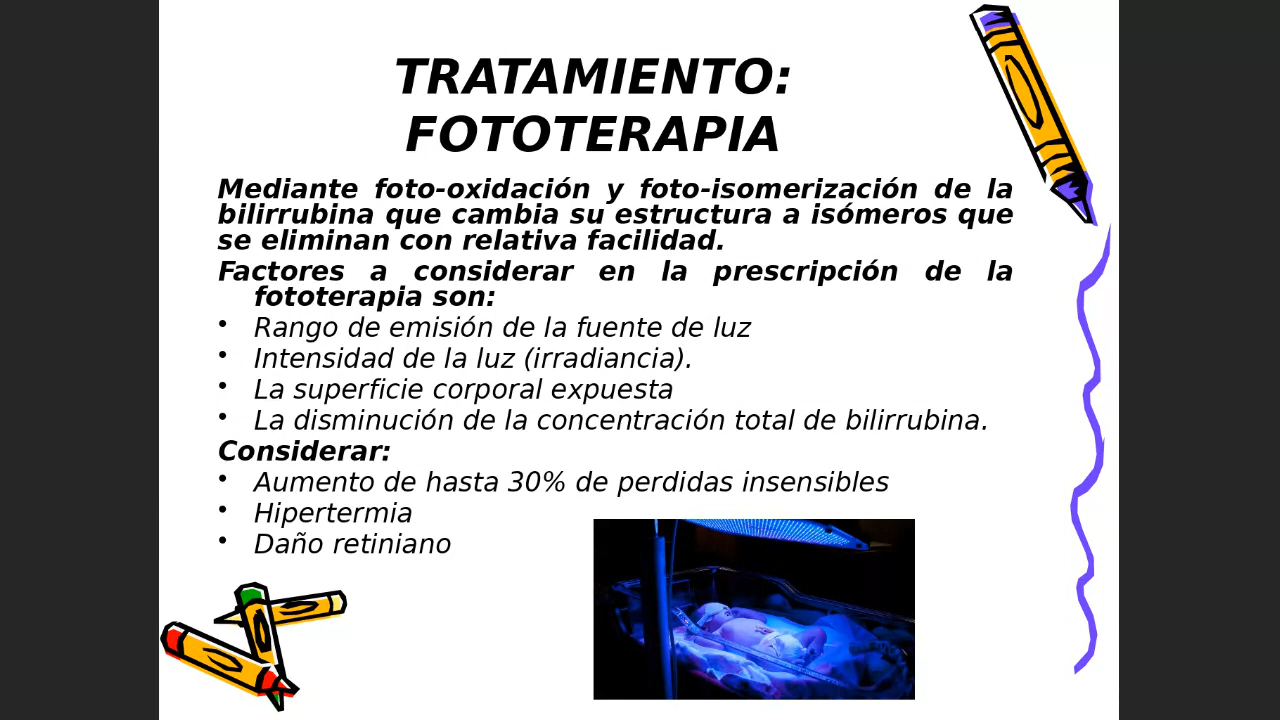 TRATAMIENTO:
FOTOTERAPIA
Mediante foto-oxidación y foto-isomerización de la
bilirrubina que cambia su estructura a isómeros que
se eliminan con relativa facilidad.
Factores a considerar en la prescripción de la
fototerapia son:
• Rango de emisión de la fuente de luz
• Intensidad de la luz (irradiancia).
• La superficie corporal expuesta
• La disminución de la concentración total de bilirrubina.
Considerar:
• Aumento de hasta 30% de perdidas insensibles
• Hipertermia
• Daño retiniano